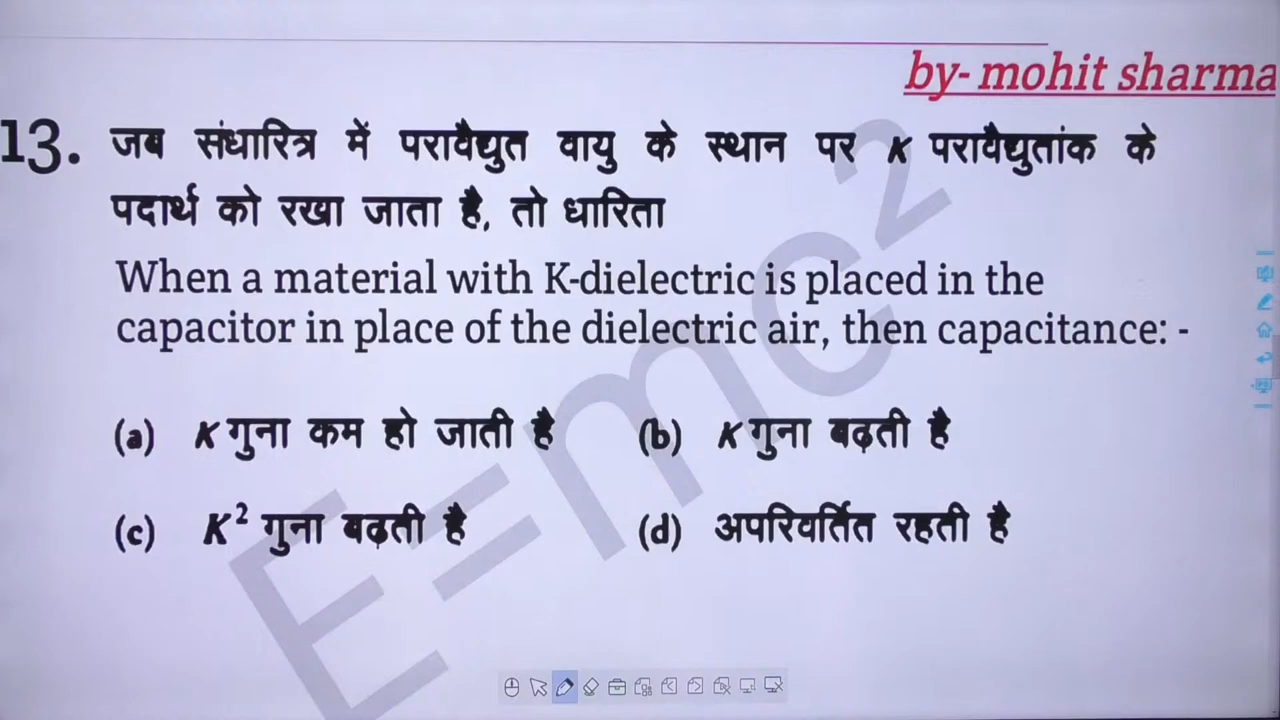 by- mohit sharma
13. जब संधारित्र में परावैद्युत वायु के स्थान पर K परावैद्युतांक के
पदार्थ को रखा जाता है, तो धारिता
When a material with K-dielectric is placed in the
capacitor in place of the dielectric air, then capacitance: -
(a) K गुना कम हो जाती है (b) K गुना बढ़ती है
(c) K² गुना बढ़ती है (d) अपरिवर्तित रहती है
E=mc²